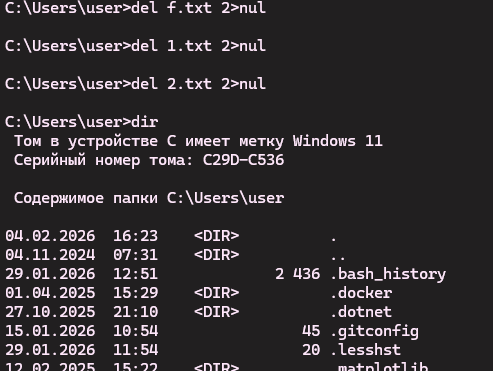 C:\Users\user>del f.txt 2>nul
C:\Users\user>del 1.txt 2>nul
C:\Users\user>del 2.txt 2>nul
C:\Users\user>dir
Том в устройстве C имеет метку Windows 11
Серийный номер тома: C29D-C536
Содержимое папки C:\Users\user
04.02.2026  16:23    <DIR>          .
04.11.2024  07:31    <DIR>          ..
29.01.2026  12:51             2 436 .bash_history
01.04.2025  15:29    <DIR>          .docker
27.10.2025  21:10    <DIR>          .dotnet
15.01.2026  10:54                45 .gitconfig
29.01.2026  11:54                20 .lesshst
12.02.2025  15:22    <DIR>          .matplotlib